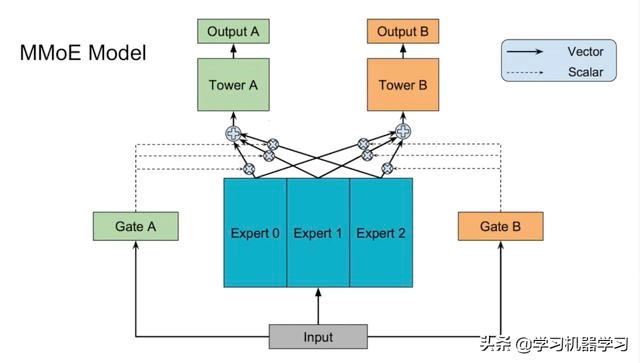 Output A
Output B
MMoE Model
Vector
Scalar
Tower A
Tower B
Gate A
Expert 0
Expert 1
Expert 2
Gate B
Input
头条 @学习机器学习